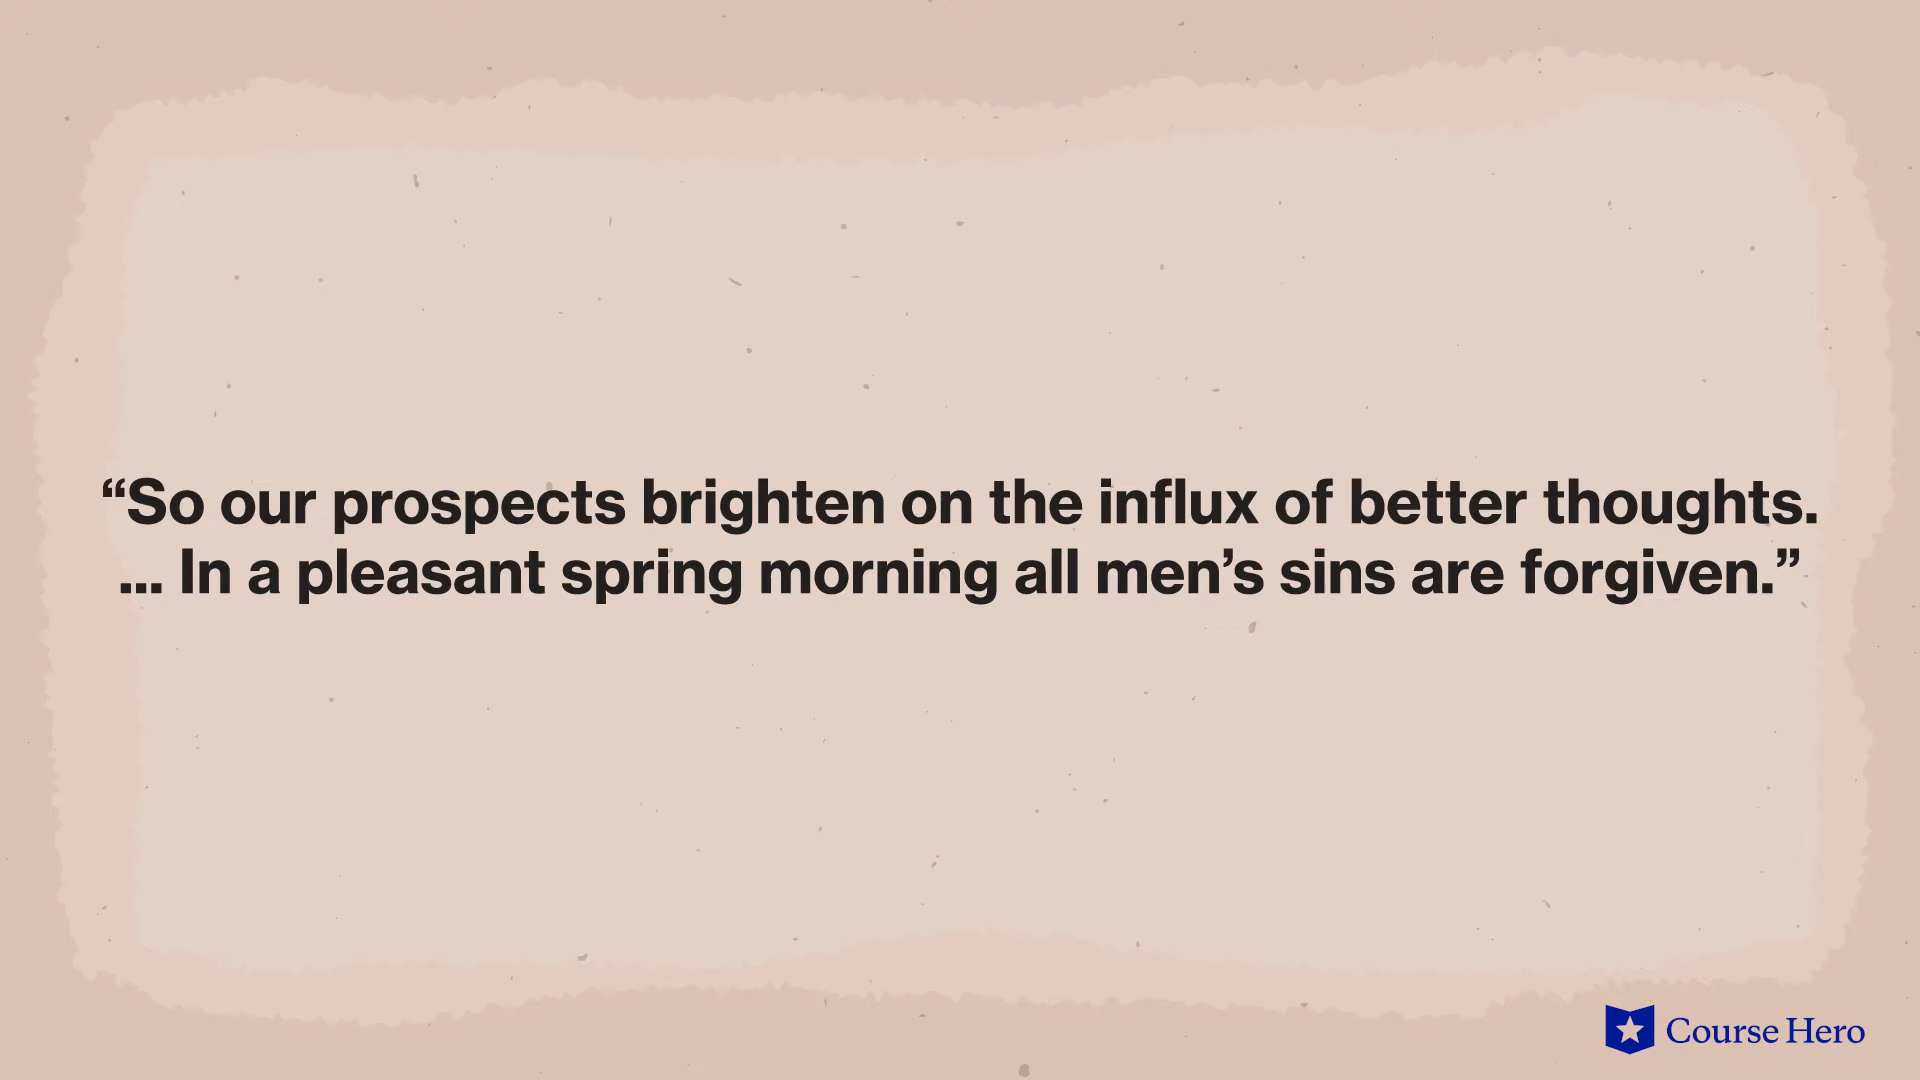 “So our prospects brighten on the influx of better thoughts.
... In a pleasant spring morning all men’s sins are forgiven.”
Course Hero